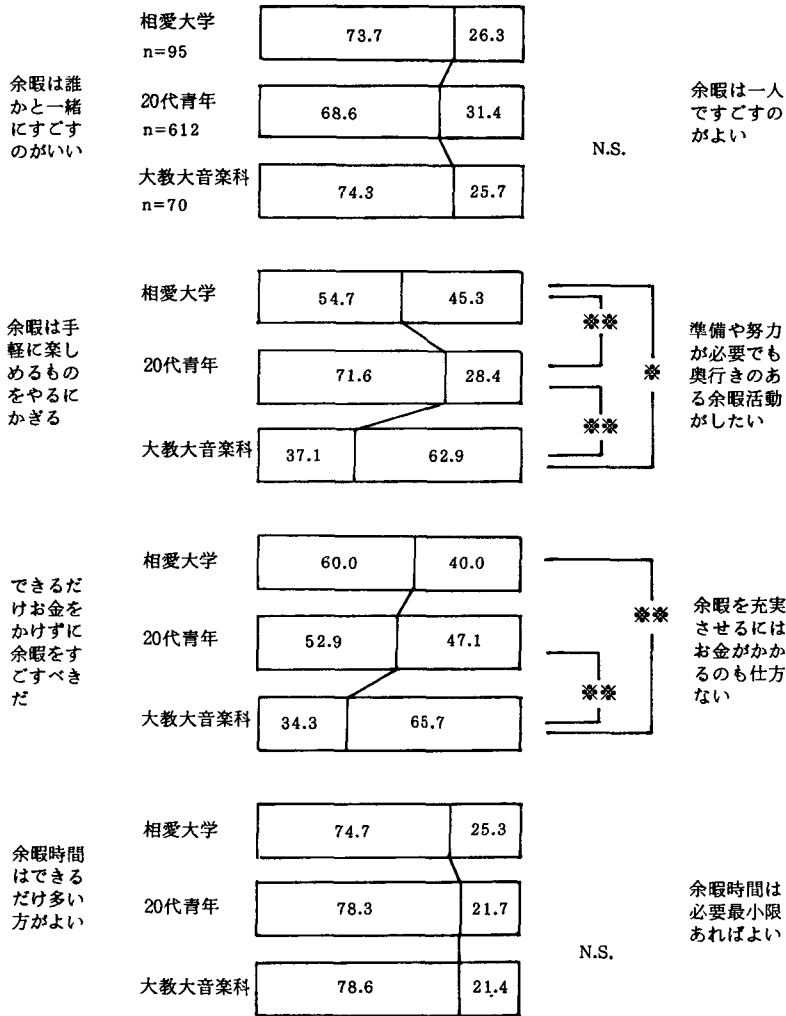 相愛大学
n=95
73.7
26.3
余暇は誰
かと一緒
にすごす
のがいい
20代青年
n=612
68.6
31.4
余暇は一人
ですごすの
がよい
N.S.
大教大音楽科
n=70
74.3
25.7
相愛大学
54.7
45.3
※※
余暇は手
軽に楽し
めるもの
をやるに
かぎる
20代青年
71.6
28.4
※
準備や努力
が必要でも
奥行きのあ
る余暇活動
がしたい
※※
大教大音楽科
37.1
62.9
相愛大学
60.0
40.0
できるだ
けお金を
かけずに
余暇をす
ごすべき
だ
20代青年
52.9
47.1
※※
余暇を充実
させるには
お金がかか
るのも仕方
ない
※※
大教大音楽科
34.3
65.7
相愛大学
74.7
25.3
余暇時間
はできる
だけ多い
方がよい
20代青年
78.3
21.7
余暇時間は
必要最小限
あればよい
N.S.
大教大音楽科
78.6
21.4